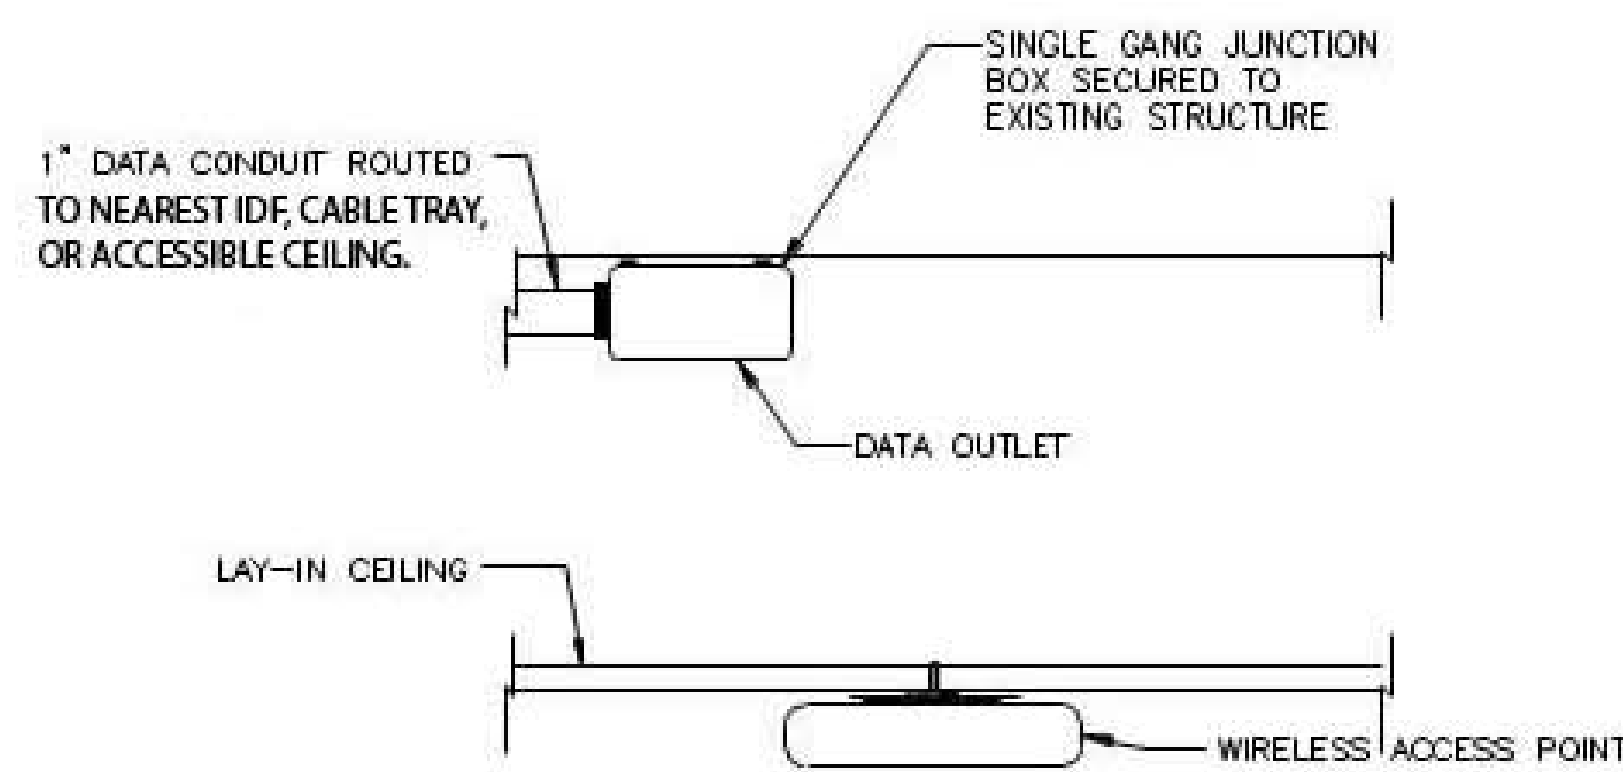 SINGLE GANG JUNCTION
BOX SECURED TO
EXISTING STRUCTURE
1" DATA CONDUIT ROUTED
TO NEAREST IDF, CABLE TRAY,
OR ACCESSIBLE CEILING.
DATA OUTLET
LAY-IN CEILING
WIRELESS ACCESS POINT